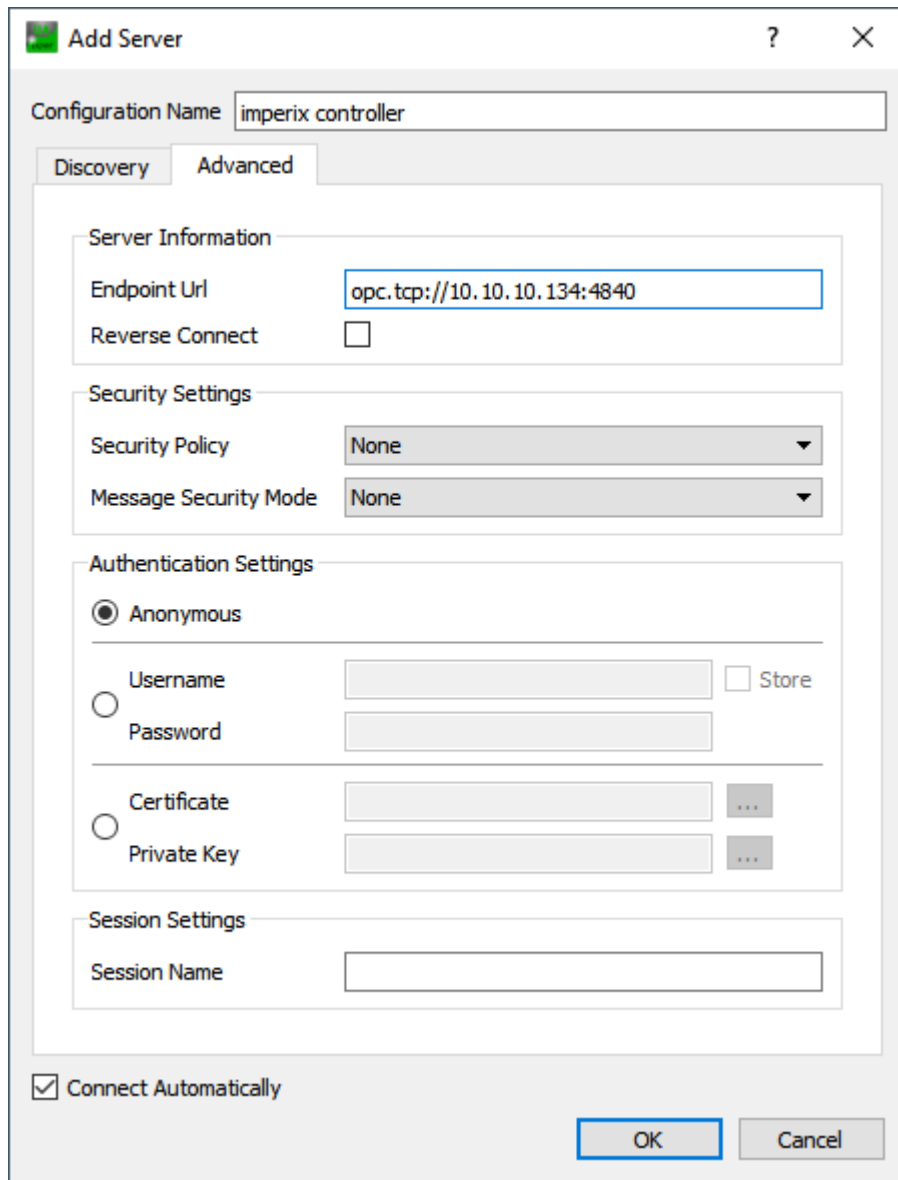 Add Server
?
Configuration Name imperix controller
Discovery Advanced
Server Information
Endpoint Url opc.tcp://10.10.10.134:4840
Reverse Connect
Security Settings
Security Policy None
Message Security Mode None
Authentication Settings
Anonymous
Username Store
Password
Certificate ...
Private Key ...
Session Settings
Session Name
Connect Automatically
OK Cancel